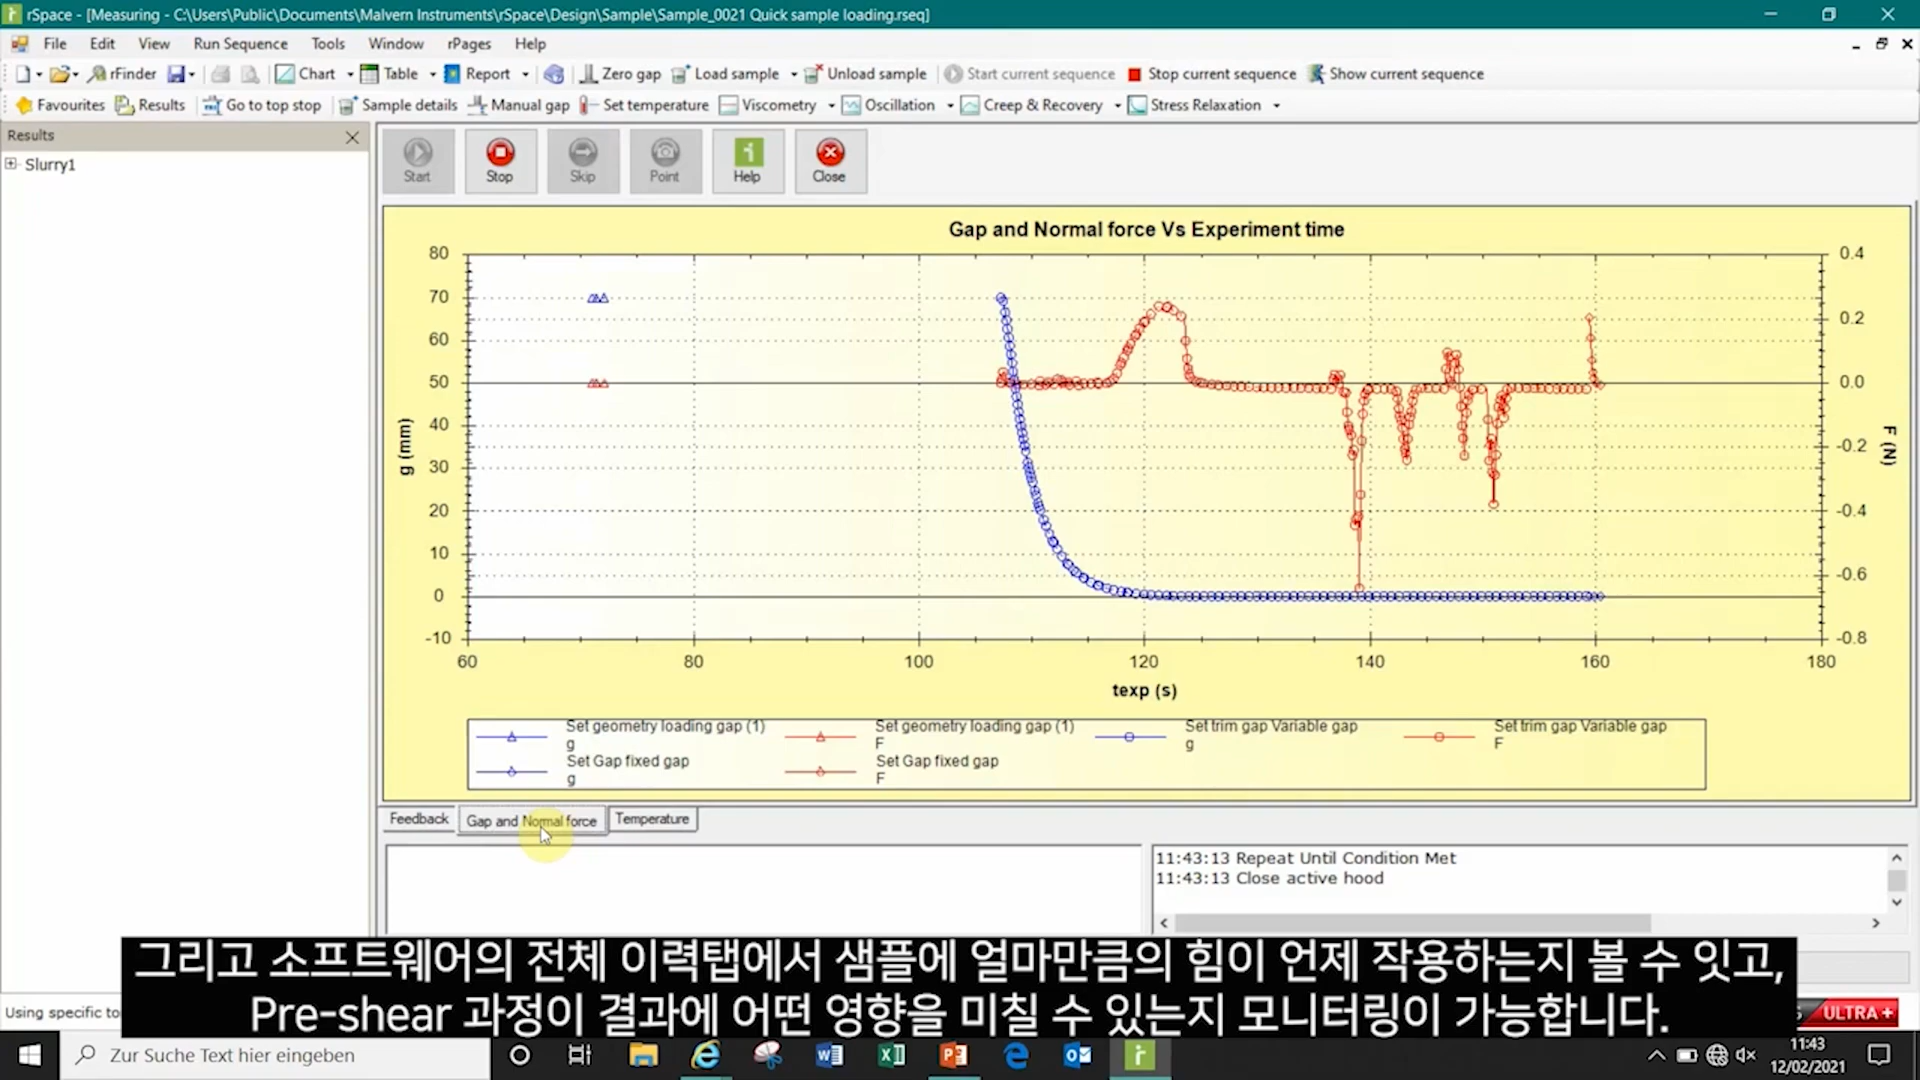 rSpace - [Measuring - C:\Users\Public\Documents\Malvern Instruments\rSpace\Design\Sample\Sample_0021 Quick sample loading.rseq]
File Edit View Run Sequence Tools Window rPages Help
rFinder Chart Table Report Zero gap Load sample Unload sample Start current sequence Stop current sequence Show current sequence
Favourites Results Go to top stop Sample details Manual gap Set temperature Viscometry Oscillation Creep & Recovery Stress Relaxation
Results
Slurry1
Start Stop Skip Point Help Close
Gap and Normal force Vs Experiment time
80 0.4
70
60 0.2
50 0.0
40
30 -0.2
20 -0.4
10
0 -0.6
-10 -0.8
g (mm)
F (N)
60 80 100 120 140 160 180
texp (s)
Set geometry loading gap (1) Set geometry loading gap (1) Set trim gap Variable gap Set trim gap Variable gap
g F g F
Set Gap fixed gap Set Gap fixed gap
g F
Feedback Gap and Normal force Temperature
11:43:13 Repeat Until Condition Met
11:43:13 Close active hood
그리고 소프트웨어의 전체 이력탭에서 샘플에 얼마만큼의 힘이 언제 작용하는지 볼 수 잇고,
Pre-shear 과정이 결과에 어떤 영향을 미칠 수 있는지 모니터링이 가능합니다.
Using specific to
ULTRA+
Zur Suche Text hier eingeben
11:43
12/02/2021